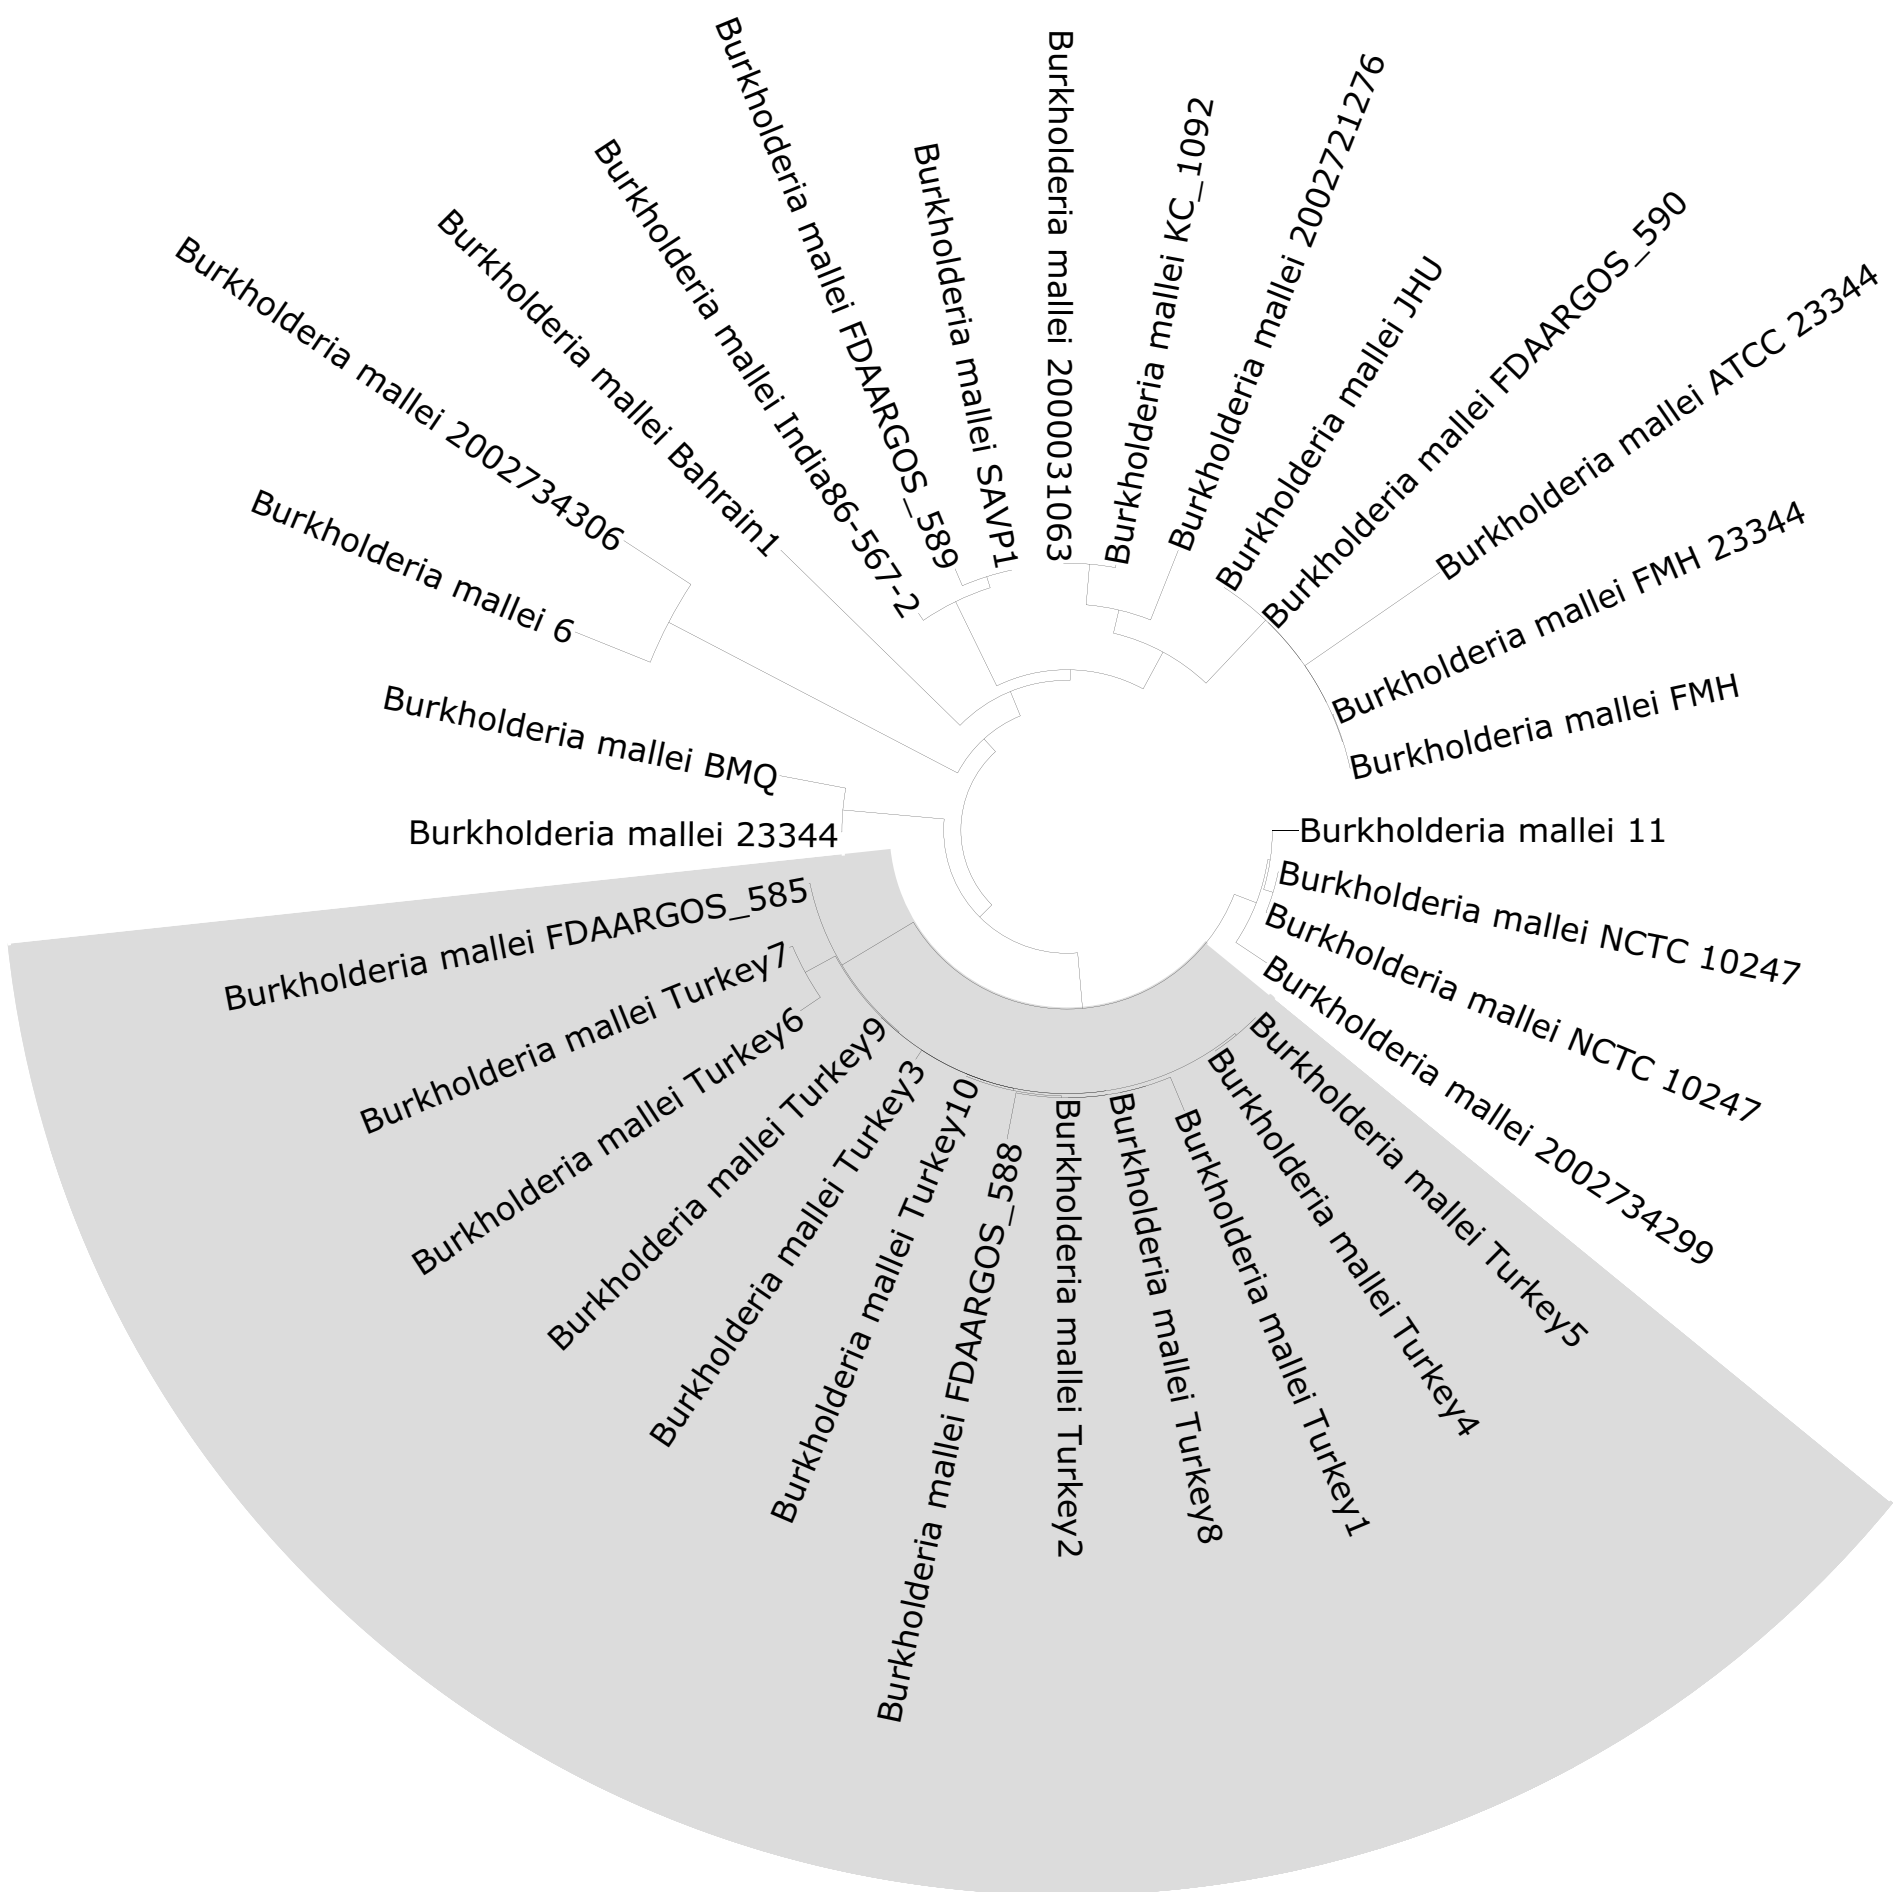 Burkholderia mallei 2000031063
Burkholderia mallei KC_1092
Burkholderia mallei 2002721276
Burkholderia mallei JHU
Burkholderia mallei FDAARGOS_590
Burkholderia mallei ATCC 23344
Burkholderia mallei FMH 23344
Burkholderia mallei FMH
Burkholderia mallei 11
Burkholderia mallei NCTC 10247
Burkholderia mallei NCTC 10247
Burkholderia mallei 2002734299
Burkholderia mallei Turkey5
Burkholderia mallei Turkey4
Burkholderia mallei Turkey1
Burkholderia mallei Turkey8
Burkholderia mallei Turkey2
Burkholderia mallei FDAARGOS_588
Burkholderia mallei Turkey10
Burkholderia mallei Turkey3
Burkholderia mallei Turkey9
Burkholderia mallei Turkey6
Burkholderia mallei Turkey7
Burkholderia mallei FDAARGOS_585
Burkholderia mallei 23344
Burkholderia mallei BMQ
Burkholderia mallei 6
Burkholderia mallei 2002734306
Burkholderia mallei Bahrain1
Burkholderia mallei India86-567-2
Burkholderia mallei FDAARGOS_589
Burkholderia mallei SAVP1